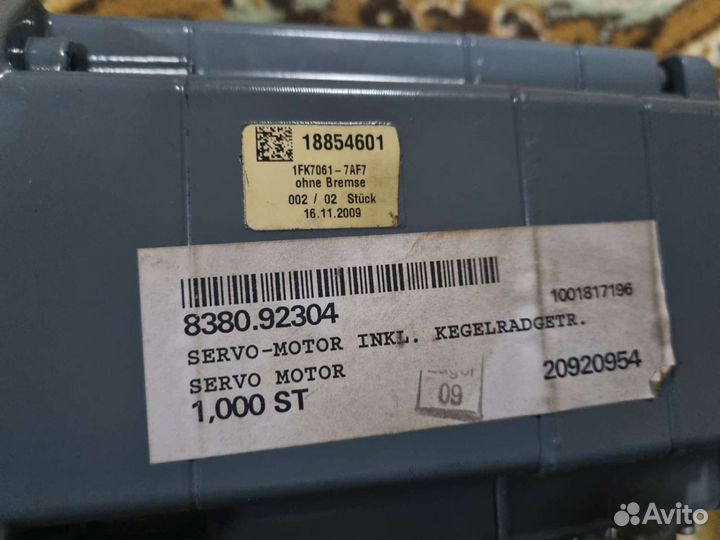 18854601
1FK7061-7AF7
ohne Bremse
002 / 02 Stück
16.11.2009
8380.92304
1001817196
SERVO-MOTOR INKL. KEGELRADGETR.
SERVO MOTOR
20920954
1,000 ST
09
Avito